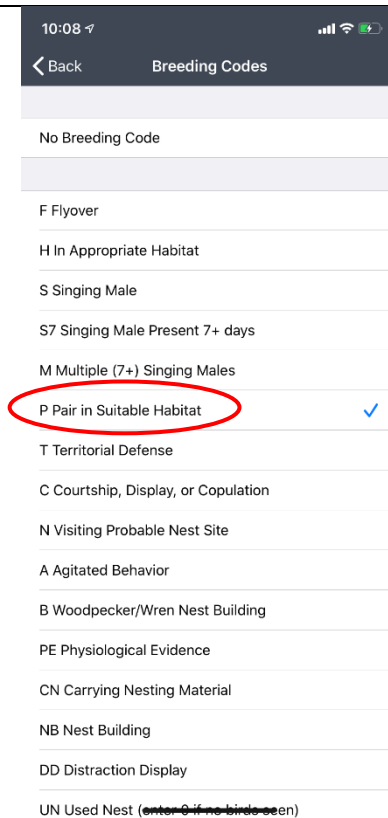 10:08
Back Breeding Codes
No Breeding Code
F Flyover
H In Appropriate Habitat
S Singing Male
S7 Singing Male Present 7+ days
M Multiple (7+) Singing Males
P Pair in Suitable Habitat
T Territorial Defense
C Courtship, Display, or Copulation
N Visiting Probable Nest Site
A Agitated Behavior
B Woodpecker/Wren Nest Building
PE Physiological Evidence
CN Carrying Nesting Material
NB Nest Building
DD Distraction Display
UN Used Nest (enter 0 if no birds seen)